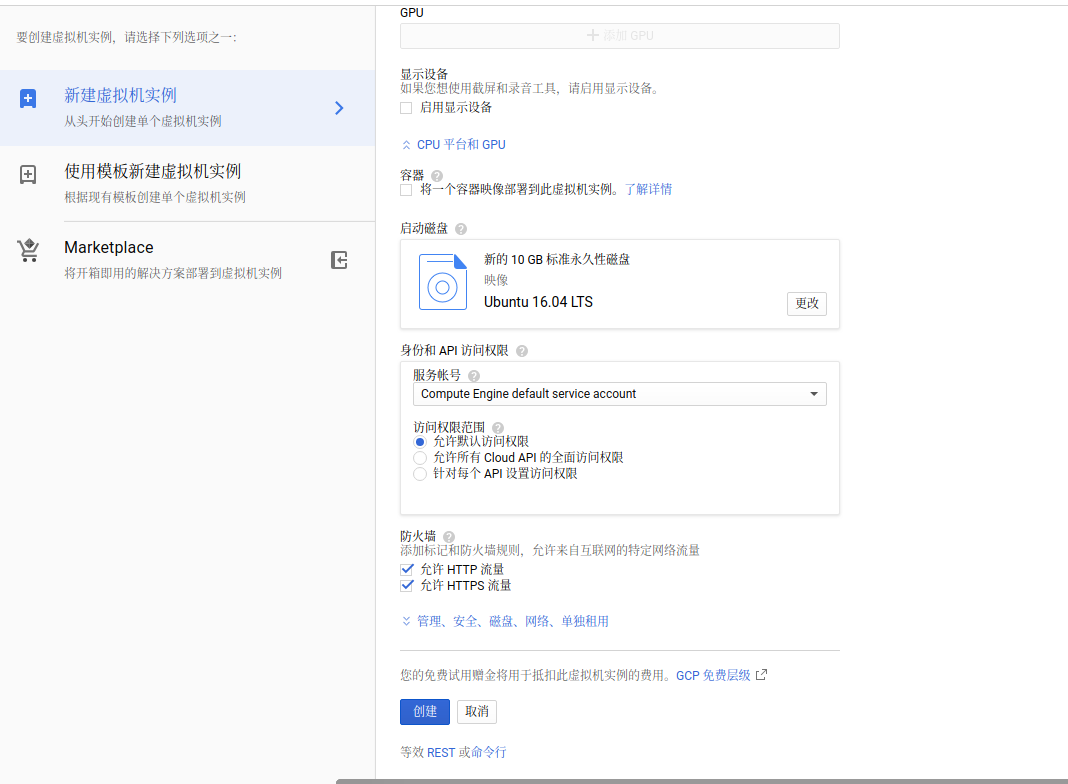 要创建虚拟机实例，请选择下列选项之一：
新建虚拟机实例
从头开始创建单个虚拟机实例
使用模板新建虚拟机实例
根据现有模板创建单个虚拟机实例
Marketplace
将开箱即用的解决方案部署到虚拟机实例
GPU
添加 GPU
显示设备
如果您想使用截屏和录音工具，请启用显示设备。
启用显示设备
CPU 平台和 GPU
容器
将一个容器映像部署到此虚拟机实例。了解详情
启动磁盘
新的 10 GB 标准永久性磁盘
映像
Ubuntu 16.04 LTS
更改
身份和 API 访问权限
服务帐号
Compute Engine default service account
访问权限范围
允许默认访问权限
允许所有 Cloud API 的全面访问权限
针对每个 API 设置访问权限
防火墙
添加标记和防火墙规则，允许来自互联网的特定网络流量
允许 HTTP 流量
允许 HTTPS 流量
管理、安全、磁盘、网络、单独租用
您的免费试用赠金将用于抵扣此虚拟机实例的费用。GCP 免费层级
创建 取消
等效 REST 或命令行